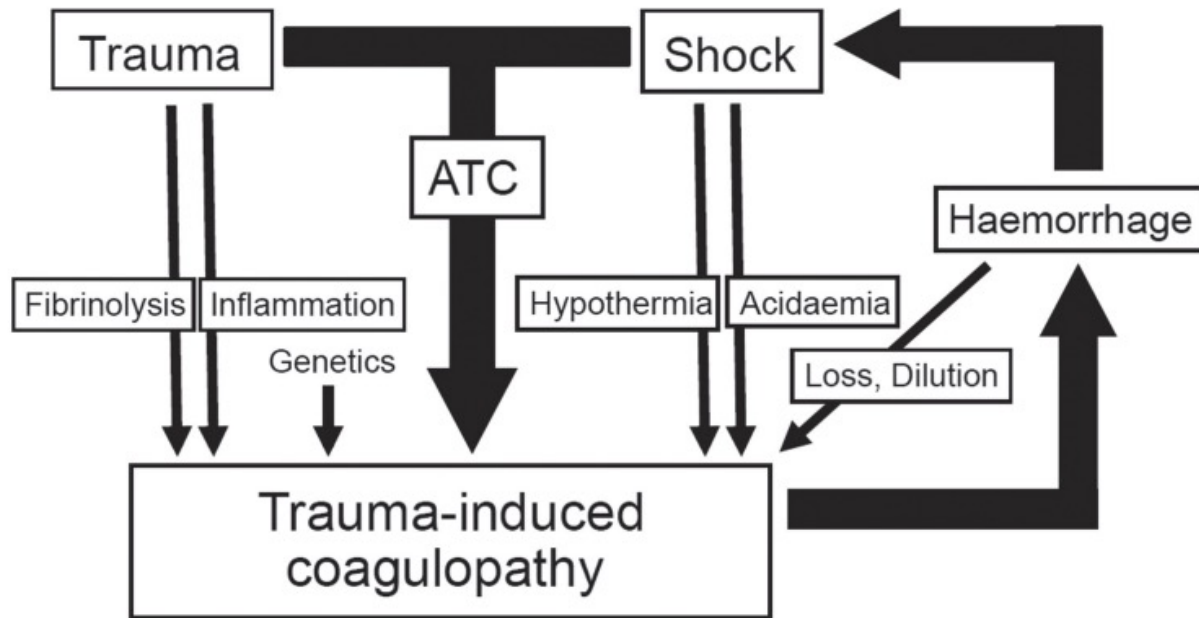 Trauma
Shock
ATC
Haemorrhage
Fibrinolysis
Inflammation
Hypothermia
Acidaemia
Genetics
Loss, Dilution
Trauma-induced
coagulopathy